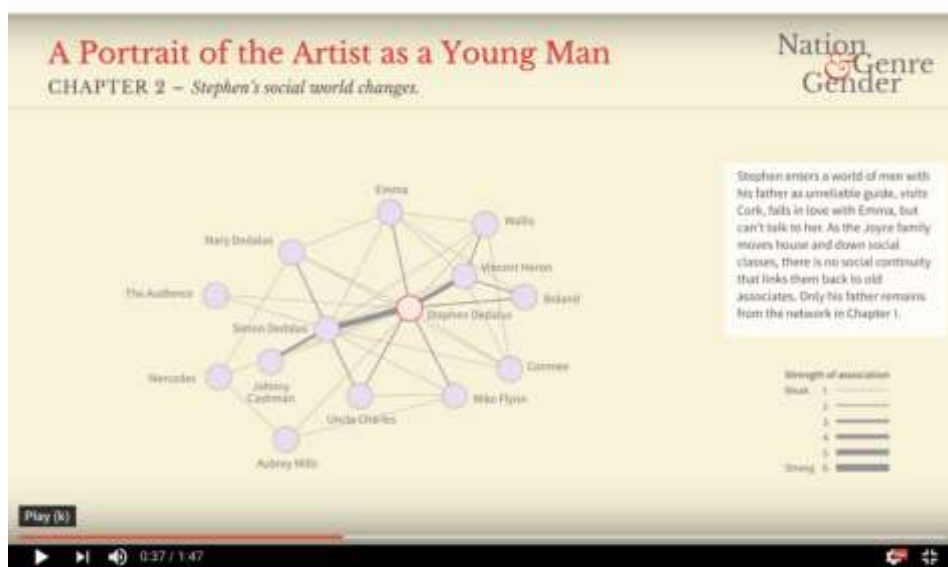 A Portrait of the Artist as a Young Man
CHAPTER 2 – Stephen's social world changes.
Nation
& Genre
Gender
Stephen enters a world of men with
his father as unreliable guide, visits
Cork, falls in love with Emma, but
can't talk to her. As the Joyce family
moves house and down social
classes, there is no social continuity
that links them back to old
associates. Only his father remains
from the network in Chapter I.
Emma
Wallis
Mary Dedalus
Vincent Heron
The Audience
Boland
Simon Dedalus
Stephen Dedalus
Mercedes
Johnny
Cashman
Uncle Charles
Mike Flynn
Aubrey Mills
Strength of association
Weak 1
2
3
4
5
Strong 6
Play (k)
0:37 / 1:47